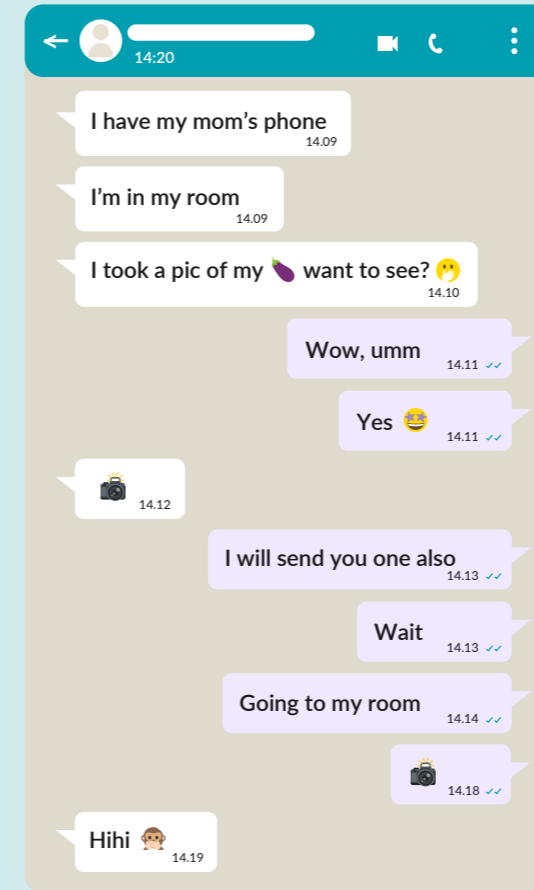 14:20
I have my mom’s phone
14.09
I’m in my room
14.09
I took a pic of my 🍆 want to see? 🫢
14.10
Wow, umm
14.11
Yes 🤩
14.11
📸
14.12
I will send you one also
14.13
Wait
14.13
Going to my room
14.14
📸
14.18
Hihi 🙊
14.19